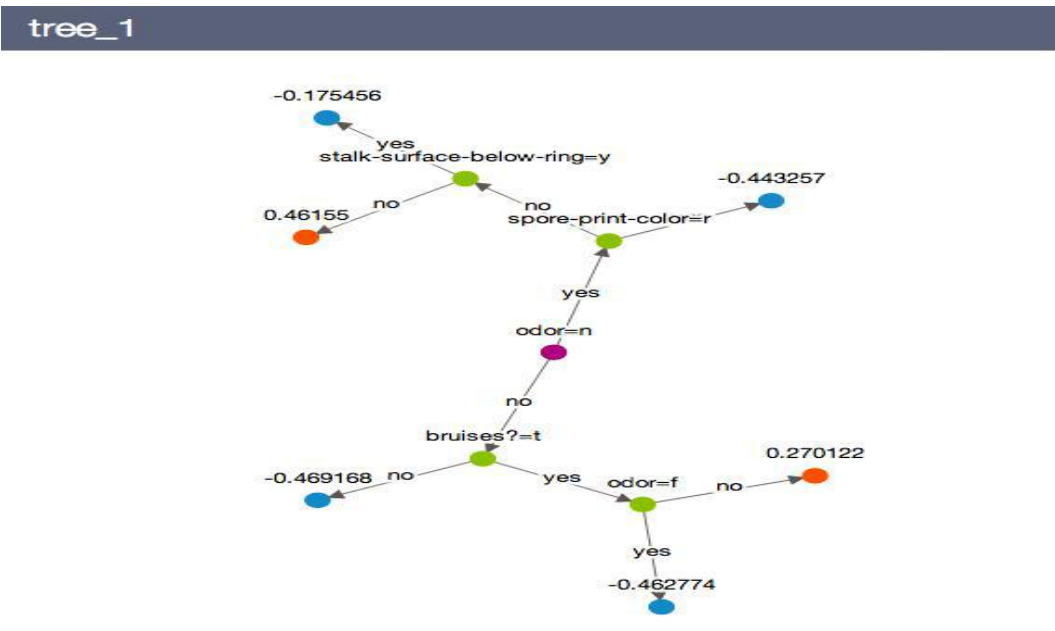 tree_1
-0.175456
yes
stalk-surface-below-ring=y
-0.443257
no
no
0.46155
spore-print-color=r
yes
odor=n
no
bruises?=t
0.270122
-0.469168
no
yes
odor=f
no
yes
-0.462774